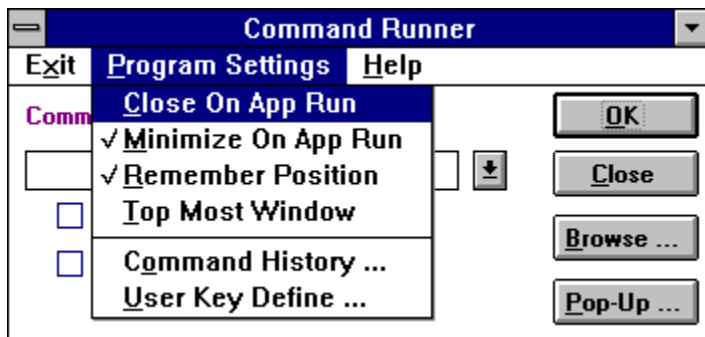 Command Runner
Exit Program Settings Help
Close On App Run
Comm
OK
✓ Minimize On App Run
✓ Remember Position
Close
Top Most Window
Browse ...
Command History ...
User Key Define ...
Pop-Up ...